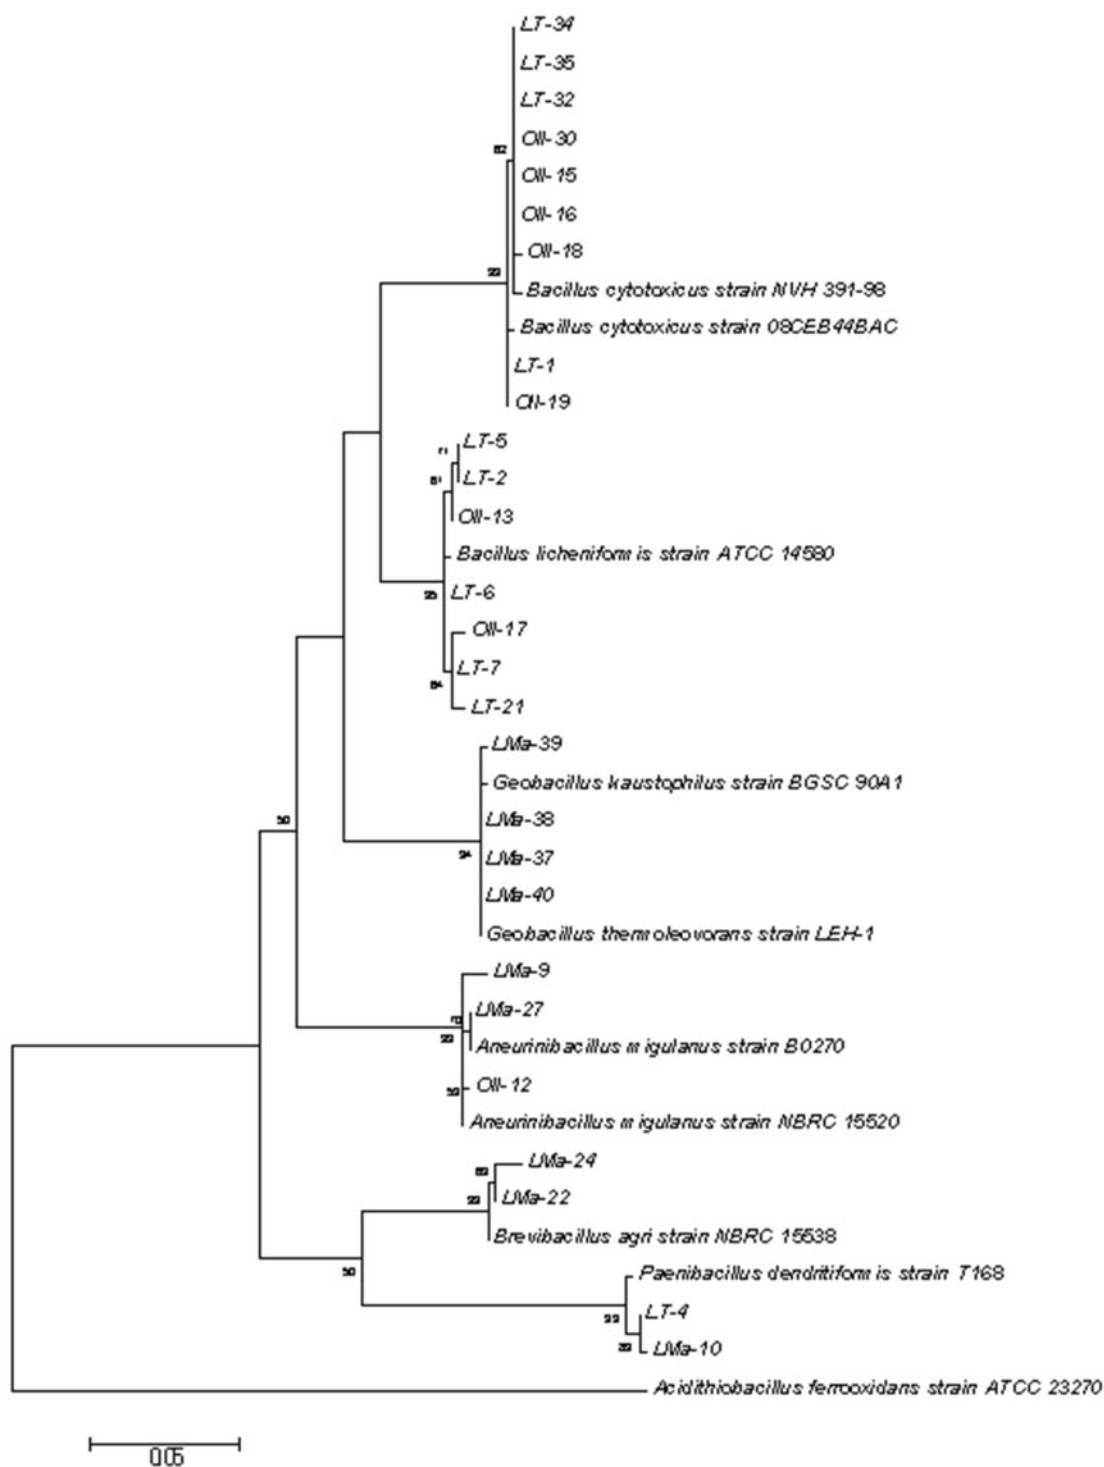 LT-34
LT-35
LT-32
OII-30
OII-15
OII-16
OII-18
Bacillus cytotoxicus strain NVH 391-98
Bacillus cytotoxicus strain 08CEB44BAC
LT-1
OII-19
LT-5
LT-2
OII-13
Bacillus licheniformis strain ATCC 14580
LT-6
OII-17
LT-7
LT-21
LMa-39
Geobacillus kaustophilus strain BGSC 90A1
LMa-38
LMa-37
LMa-40
Geobacillus thermoleovorans strain LEH-1
LMa-9
LMa-27
Aneurinibacillus migulanus strain B0270
OII-12
Aneurinibacillus migulanus strain NBRC 15520
LMa-24
LMa-22
Brevibacillus agri strain NBRC 15538
Paenibacillus dendritiformis strain T168
LT-4
LMa-10
Acidithiobacillus ferrooxidans strain ATCC 23270
0.05